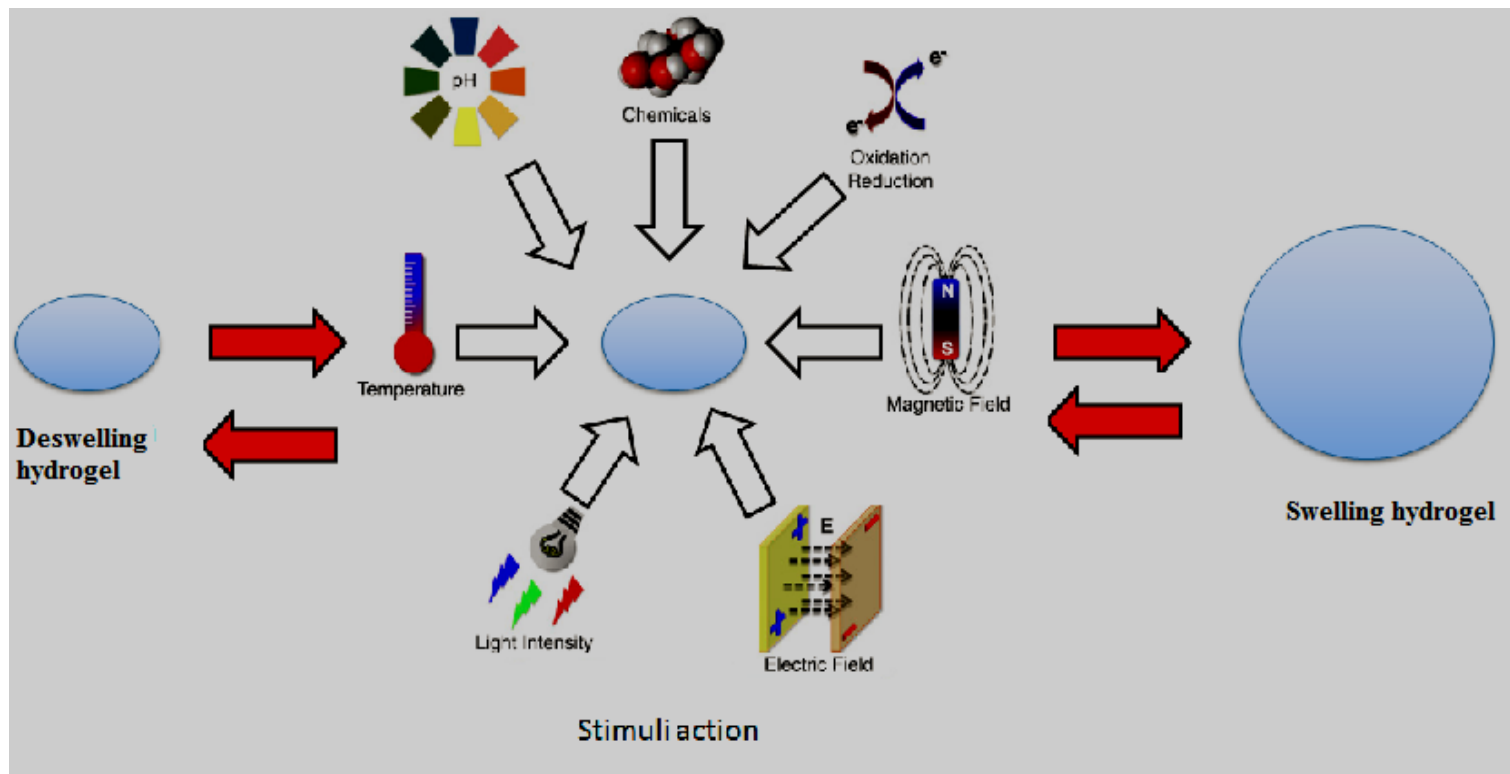 pH
Chemicals
e-
e-
Oxidation
Reduction
Temperature
N
S
Magnetic Field
Deswelling
hydrogel
Swelling hydrogel
Light Intensity
E
Electric Field
Stimuli action